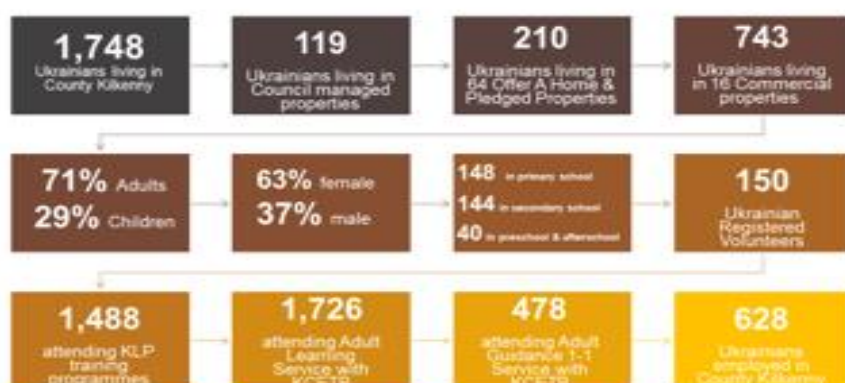 1,748
Ukrainians living in
County Kilkenny
119
Ukrainians living in
Council managed
properties
210
Ukrainians living in
64 Offer A Home &
Pledged Properties
743
Ukrainians living
in 16 Commercial
properties
71% Adults
29% Children
63% female
37% male
148 in primary school
144 in secondary school
40 in preschool & afterschool
150
Ukrainian
Registered
Volunteers
1,488
attending KLP
training
programmes
1,726
attending Adult
Learning
Service with
KCETB
478
attending Adult
Guidance 1-1
Service with
KCETB
628
Ukrainians
employed in
County Kilkenny